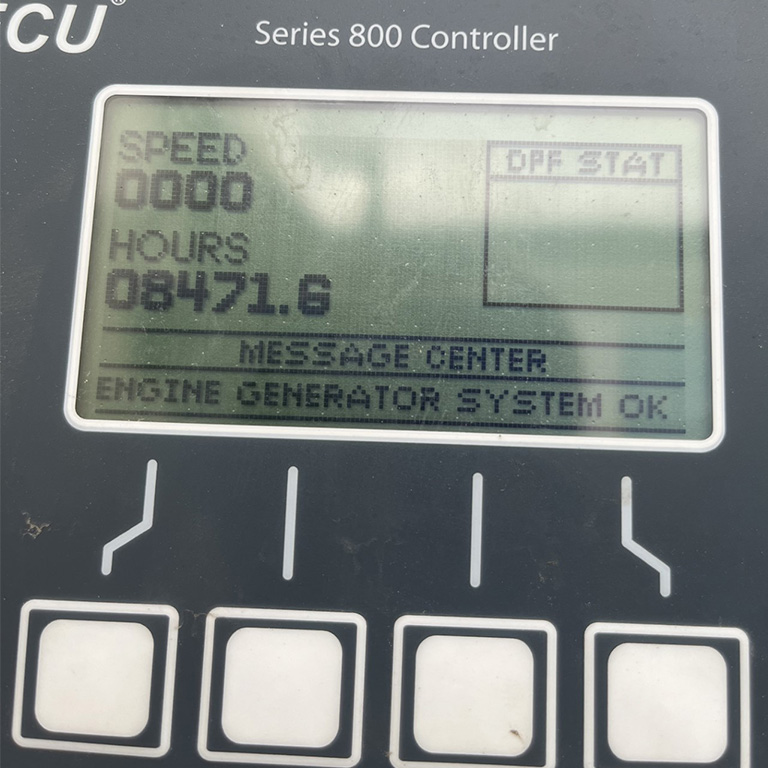 ECU®
Series 800 Controller
SPEED
0000
DPF STAT
HOURS
08471.6
MESSAGE CENTER
ENGINE GENERATOR SYSTEM OK